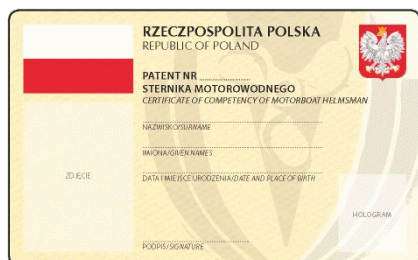 RZECZPOSPOLITA POLSKA
REPUBLIC OF POLAND
PATENT NR
STERNIKA MOTOROWODNEGO
CERTIFICATE OF COMPETENCY OF MOTORBOAT HELMSMAN
NAZWISKO/SURNAME
IMIONA/GIVEN NAMES
ZDJĘCIE
DATA I MIEJSCE URODZENIA/DATE AND PLACE OF BIRTH
HOLOGRAM
PODPIS/SIGNATURE